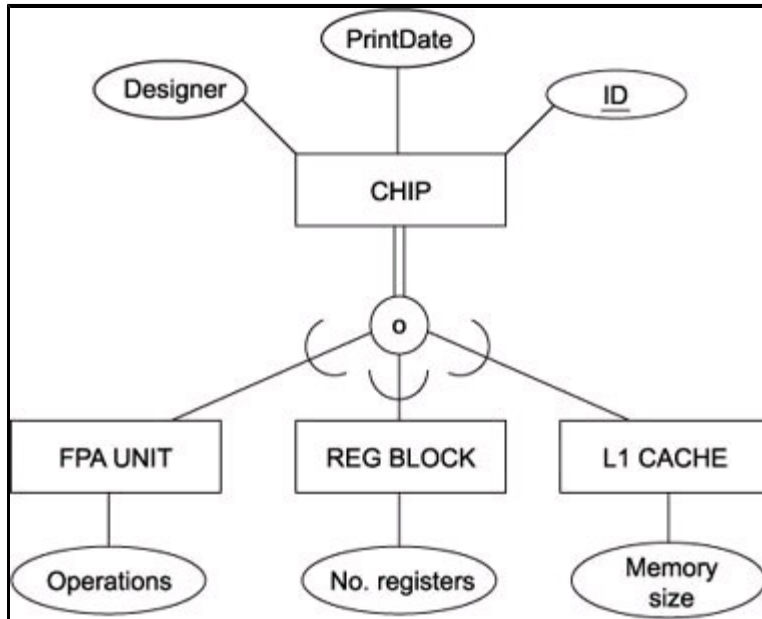 PrintDate
Designer
ID
CHIP
o
FPA UNIT
REG BLOCK
L1 CACHE
Operations
No. registers
Memory
size